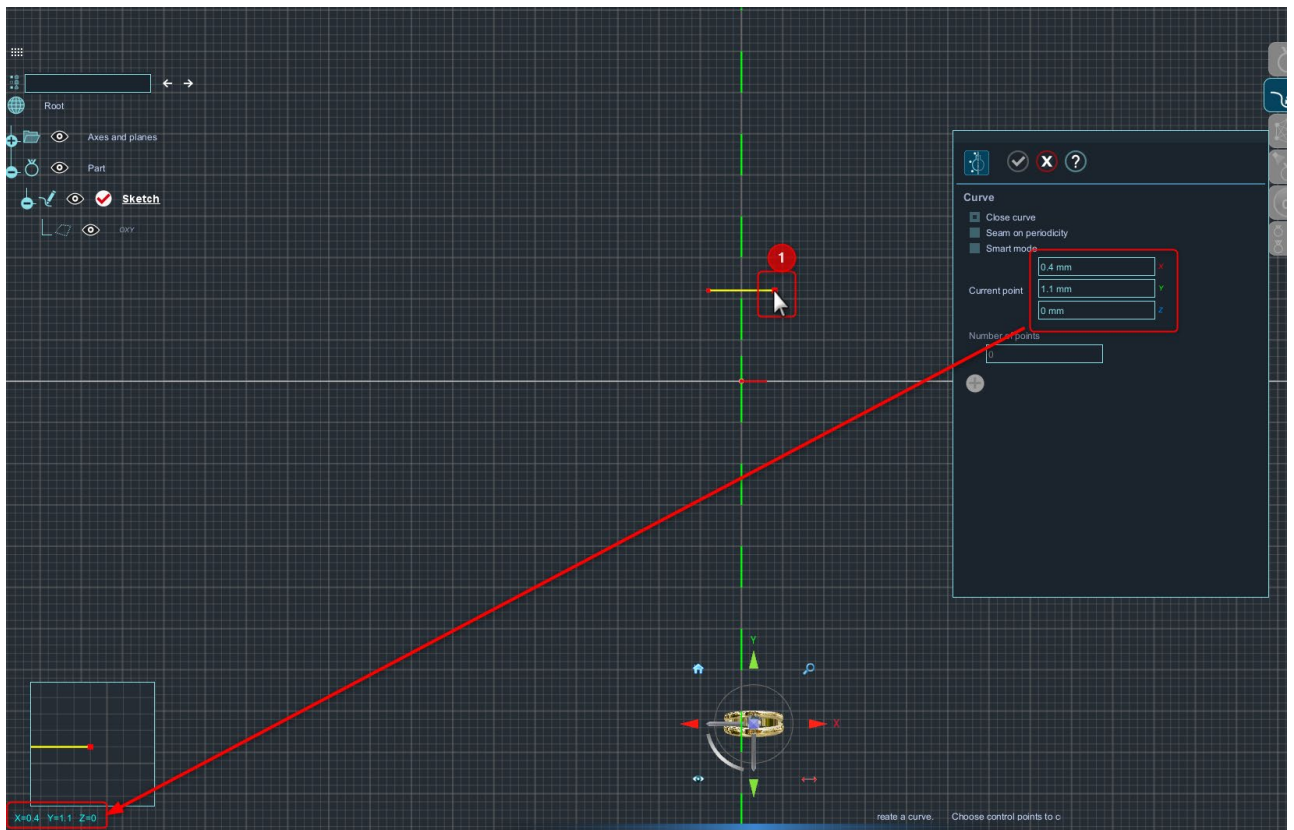 Root
Axes and planes
Part
Sketch
OXY
1
X
?
Curve
Close curve
Seam on periodicity
Smart mode
0.4 mm X
Current point 1.1 mm Y
0 mm Z
Number of points
0
Y
X
X=0.4 Y=1.1 Z=0
reate a curve. Choose control points to c